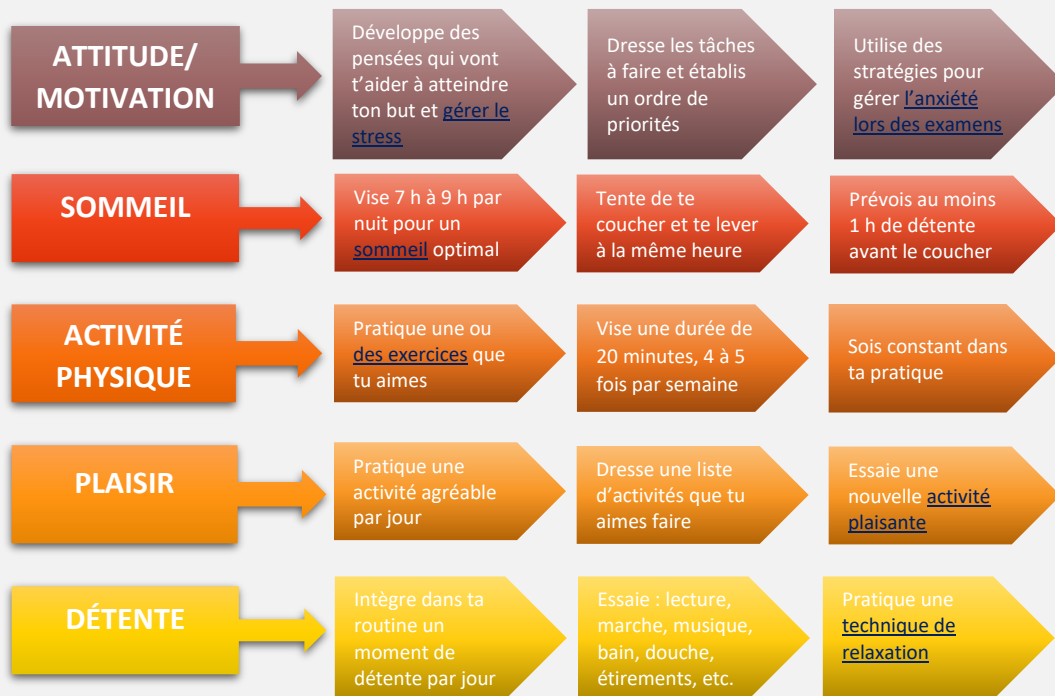 ATTITUDE/
MOTIVATION
Développe des
pensées qui vont
t'aider à atteindre
ton but et gérer le
stress
Dresse les tâches
à faire et établis
un ordre de
priorités
Utilise des
stratégies pour
gérer l'anxiété
lors des examens
SOMMEIL
Vise 7 h à 9 h par
nuit pour un
sommeil optimal
Tente de te
coucher et te lever
à la même heure
Prévois au moins
1 h de détente
avant le coucher
ACTIVITÉ
PHYSIQUE
Pratique une ou
des exercices que
tu aimes
Vise une durée de
20 minutes, 4 à 5
fois par semaine
Sois constant dans
ta pratique
PLAISIR
Pratique une
activité agréable
par jour
Dresse une liste
d'activités que tu
aimes faire
Essaie une
nouvelle activité
plaisante
DÉTENTE
Intègre dans ta
routine un
moment de
détente par jour
Essaie : lecture,
marche, musique,
bain, douche,
étirements, etc.
Pratique une
technique de
relaxation